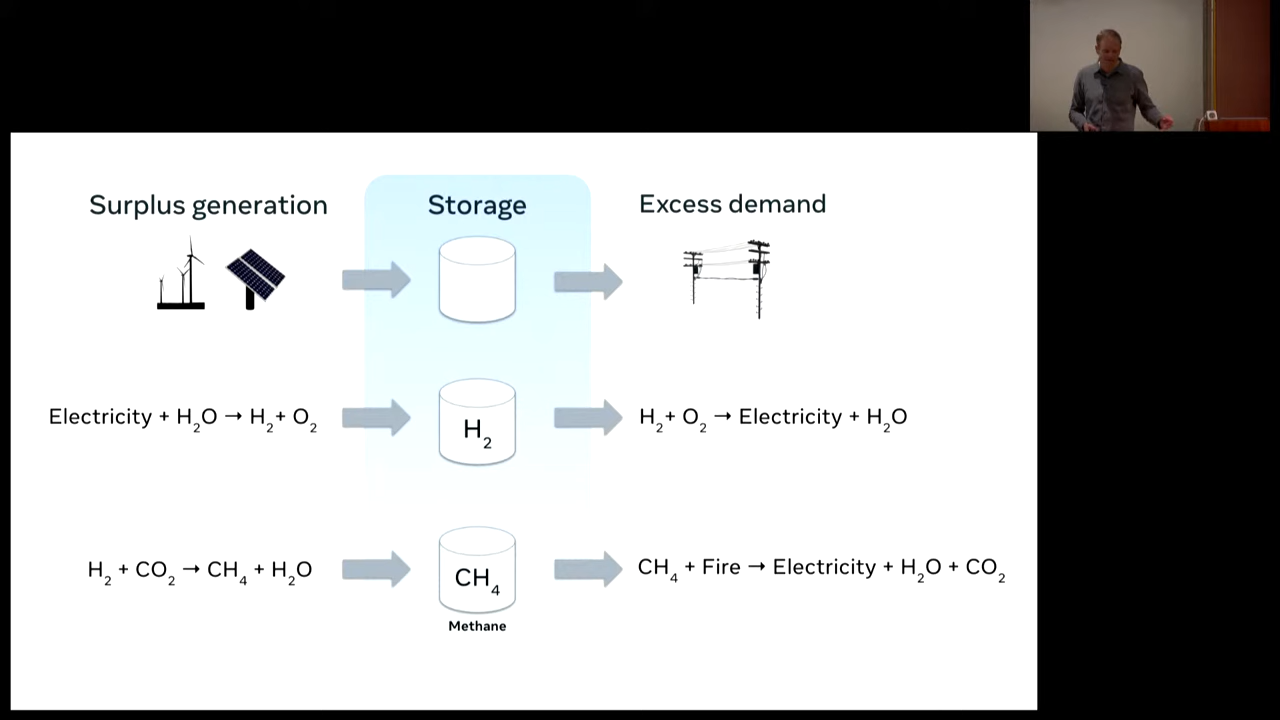 Surplus generation
Storage
Excess demand
Electricity + H₂O → H₂+ O₂
H₂
H₂+ O₂ → Electricity + H₂O
H₂ + CO₂ → CH₄ + H₂O
CH₄
CH₄ + Fire → Electricity + H₂O + CO₂
Methane